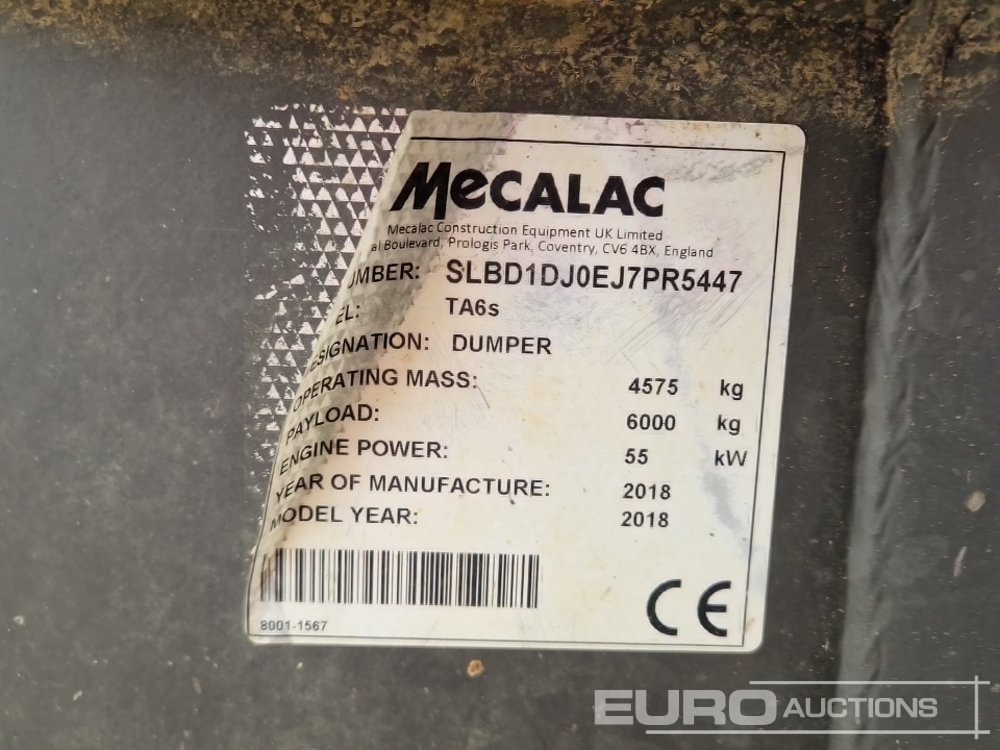 MECALAC
Mecalac Construction Equipment UK Limited
al Boulevard, Prologis Park, Coventry, CV6 4BX, England
UMBER: SLBD1DJ0EJ7PR5447
EL: TA6s
ESIGNATION: DUMPER
OPERATING MASS: 4575 kg
PAYLOAD: 6000 kg
ENGINE POWER: 55 kW
YEAR OF MANUFACTURE: 2018
MODEL YEAR: 2018
8001-1567
CE
EURO AUCTIONS